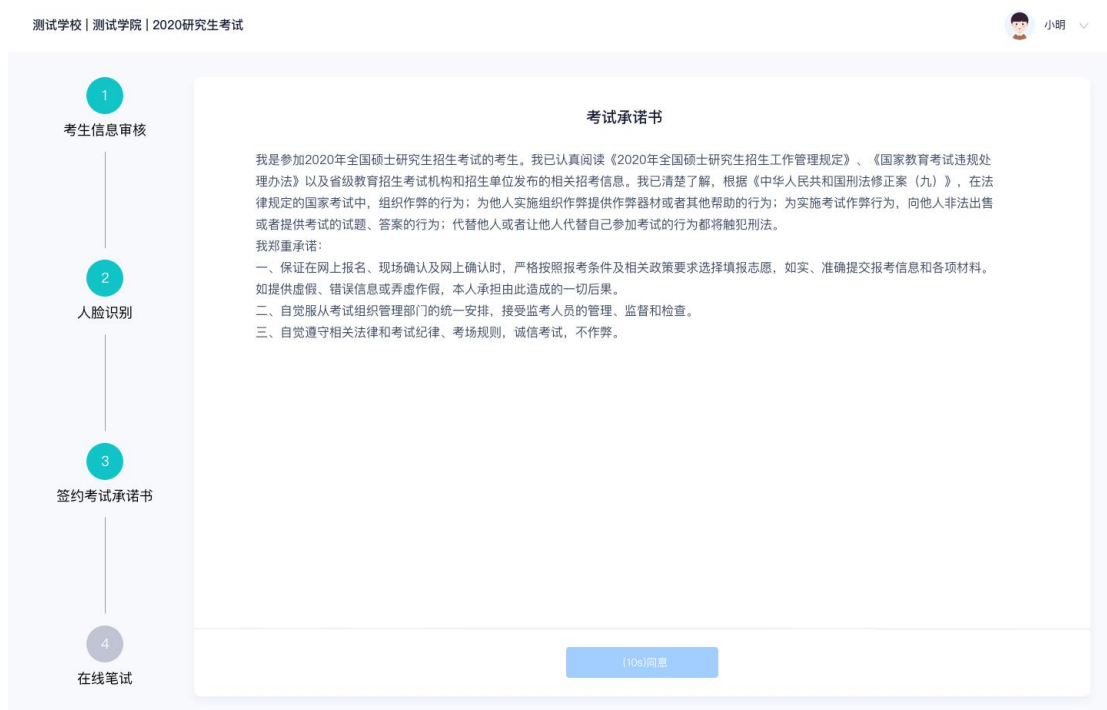 测试学校 | 测试学院 | 2020研究生考试
小明
1
考生信息审核
2
人脸识别
3
签约考试承诺书
4
在线笔试
考试承诺书
我是参加2020年全国硕士研究生招生考试的考生。我已认真阅读《2020年全国硕士研究生招生工作管理规定》、《国家教育考试违规处
理办法》以及省级教育招生考试机构和招生单位发布的相关招考信息。我已清楚了解，根据《中华人民共和国刑法修正案（九）》，在法
律规定的国家考试中，组织作弊的行为；为他人实施组织作弊提供作弊器材或者其他帮助的行为；为实施考试作弊行为，向他人非法出售
或者提供考试的试题、答案的行为；代替他人或者让他人代替自己参加考试的行为都将触犯刑法。
我郑重承诺：
一、保证在网上报名、现场确认及网上确认时，严格按照报考条件及相关政策要求选择填报志愿，如实、准确提交报考信息和各项材料。
如提供虚假、错误信息或弄虚作假，本人承担由此造成的一切后果。
二、自觉服从考试组织管理部门的统一安排，接受监考人员的管理、监督和检查。
三、自觉遵守相关法律和考试纪律、考场规则，诚信考试，不作弊。
(10s)同意